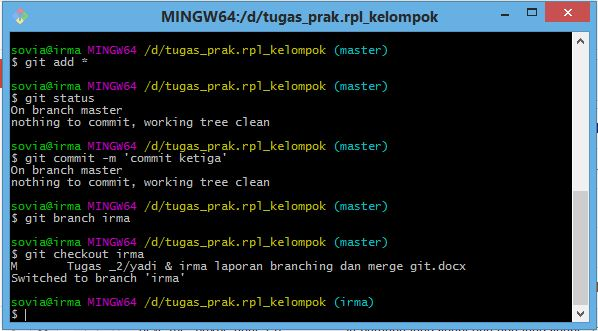 MINGW64:/d/tugas_prak.rpl_kelompok
sovia@irma MINGW64 /d/tugas_prak.rpl_kelompok (master)
$ git add *
sovia@irma MINGW64 /d/tugas_prak.rpl_kelompok (master)
$ git status
On branch master
nothing to commit, working tree clean
sovia@irma MINGW64 /d/tugas_prak.rpl_kelompok (master)
$ git commit -m 'commit ketiga'
On branch master
nothing to commit, working tree clean
sovia@irma MINGW64 /d/tugas_prak.rpl_kelompok (master)
$ git branch irma
sovia@irma MINGW64 /d/tugas_prak.rpl_kelompok (master)
$ git checkout irma
M       Tugas _2/yadi & irma laporan branching dan merge git.docx
Switched to branch 'irma'
sovia@irma MINGW64 /d/tugas_prak.rpl_kelompok (irma)
$